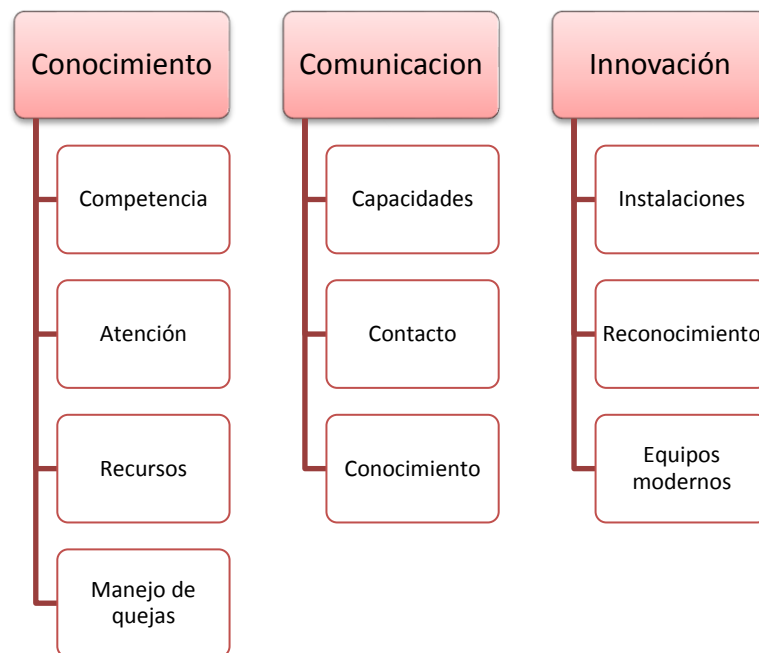 Conocimiento
Competencia
Atención
Recursos
Manejo de
quejas
Comunicacion
Capacidades
Contacto
Conocimiento
Innovación
Instalaciones
Reconocimiento
Equipos
modernos